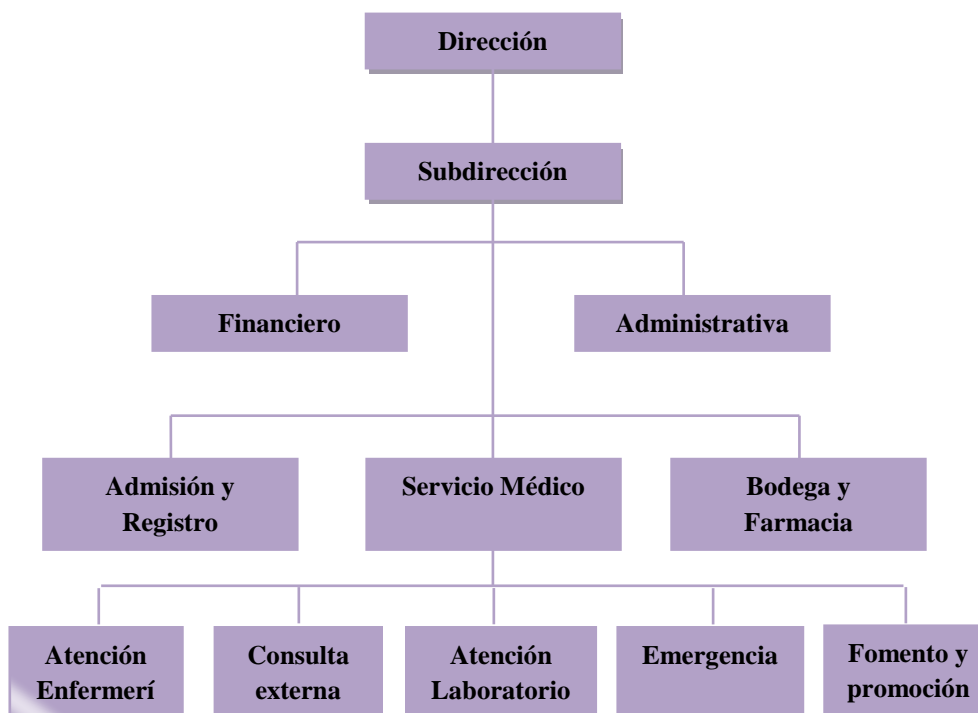 Dirección
Subdirección
Financiero
Administrativa
Admisión y
Registro
Servicio Médico
Bodega y
Farmacia
Atención
Enfermerí
Consulta
externa
Atención
Laboratorio
Emergencia
Fomento y
promoción